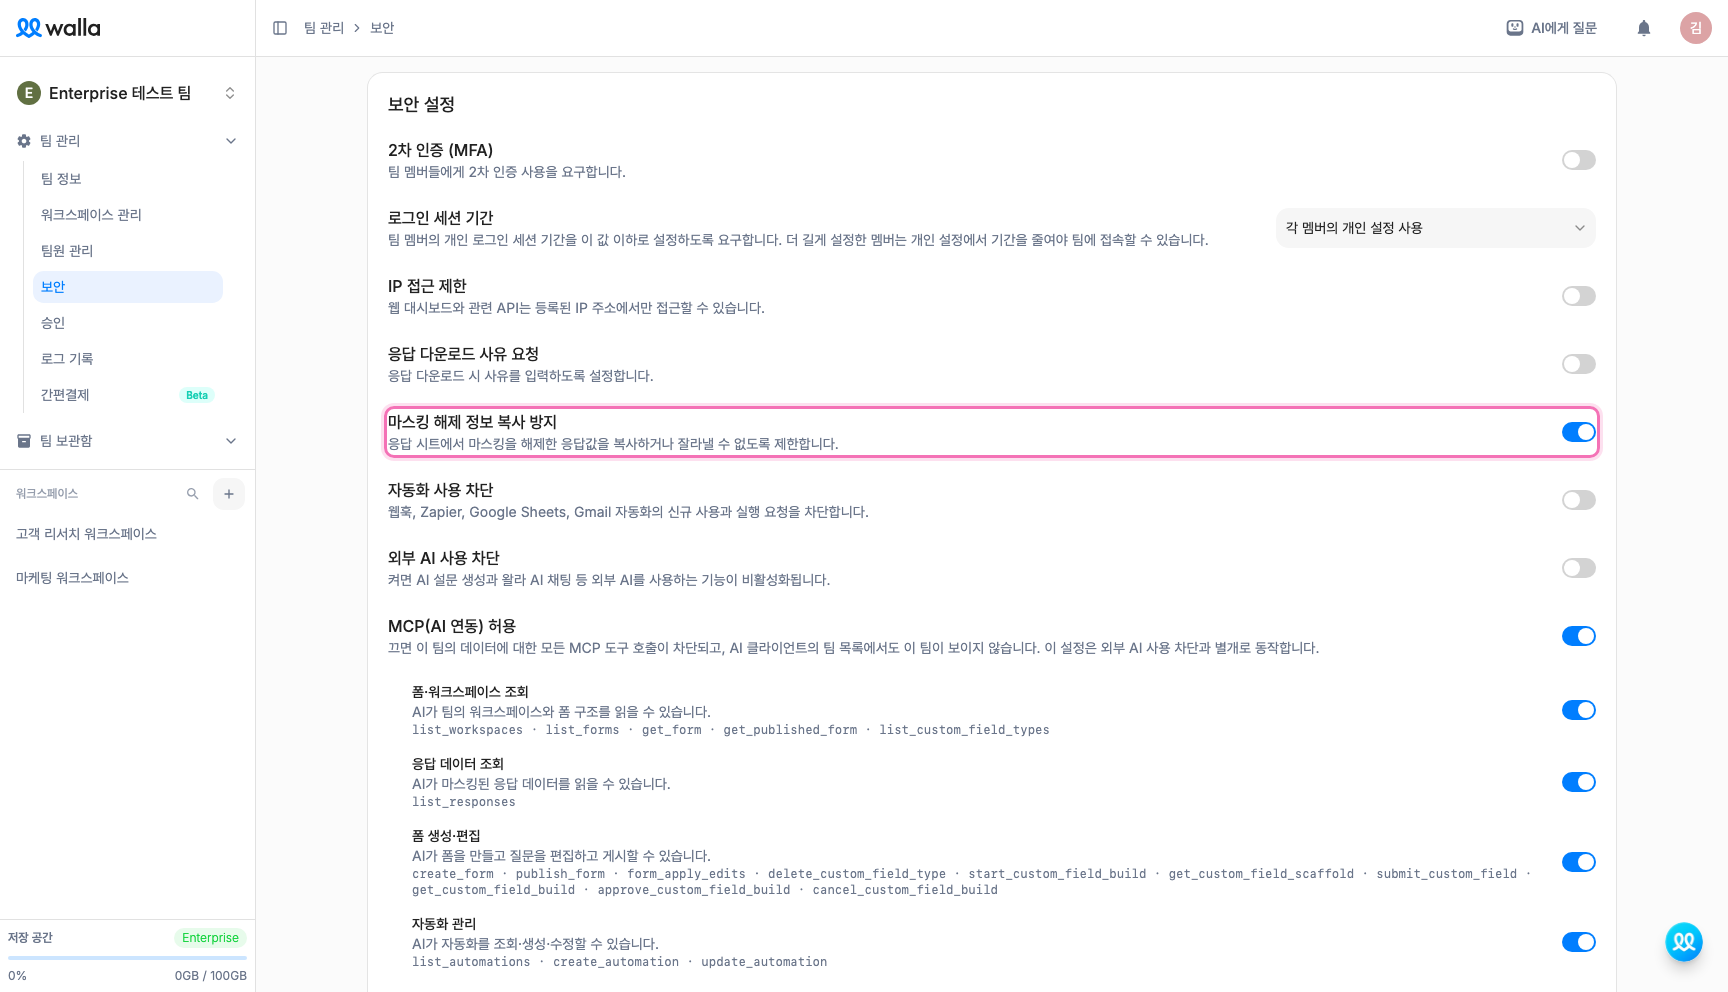 walla
팀 관리 > 보안
AI에게 질문
김
E
Enterprise 테스트 팀
팀 관리
팀 정보
워크스페이스 관리
팀원 관리
보안
승인
로그 기록
간편결제
Beta
팀 보관함
워크스페이스
고객 리서치 워크스페이스
마케팅 워크스페이스
저장 공간
Enterprise
0%
0GB / 100GB
보안 설정
2차 인증 (MFA)
팀 멤버들에게 2차 인증 사용을 요구합니다.
로그인 세션 기간
팀 멤버의 개인 로그인 세션 기간을 이 값 이하로 설정하도록 요구합니다. 더 길게 설정한 멤버는 개인 설정에서 기간을 줄여야 팀에 접속할 수 있습니다.
각 멤버의 개인 설정 사용
IP 접근 제한
웹 대시보드와 관련 API는 등록된 IP 주소에서만 접근할 수 있습니다.
응답 다운로드 사유 요청
응답 다운로드 시 사유를 입력하도록 설정합니다.
마스킹 해제 정보 복사 방지
응답 시트에서 마스킹을 해제한 응답값을 복사하거나 잘라낼 수 없도록 제한합니다.
자동화 사용 차단
웹훅, Zapier, Google Sheets, Gmail 자동화의 신규 사용과 실행 요청을 차단합니다.
외부 AI 사용 차단
켜면 AI 설문 생성과 왈라 AI 채팅 등 외부 AI를 사용하는 기능이 비활성화됩니다.
MCP(AI 연동) 허용
끄면 이 팀의 데이터에 대한 모든 MCP 도구 호출이 차단되고, AI 클라이언트의 팀 목록에서도 이 팀이 보이지 않습니다. 이 설정은 외부 AI 사용 차단과 별개로 동작합니다.
폼·워크스페이스 조회
AI가 팀의 워크스페이스와 폼 구조를 읽을 수 있습니다.
list_workspaces · list_forms · get_form · get_published_form · list_custom_field_types
응답 데이터 조회
AI가 마스킹된 응답 데이터를 읽을 수 있습니다.
list_responses
폼 생성·편집
AI가 폼을 만들고 질문을 편집하고 게시할 수 있습니다.
create_form · publish_form · form_apply_edits · delete_custom_field_type · start_custom_field_build · get_custom_field_scaffold · submit_custom_field ·
get_custom_field_build · approve_custom_field_build · cancel_custom_field_build
자동화 관리
AI가 자동화를 조회·생성·수정할 수 있습니다.
list_automations · create_automation · update_automation